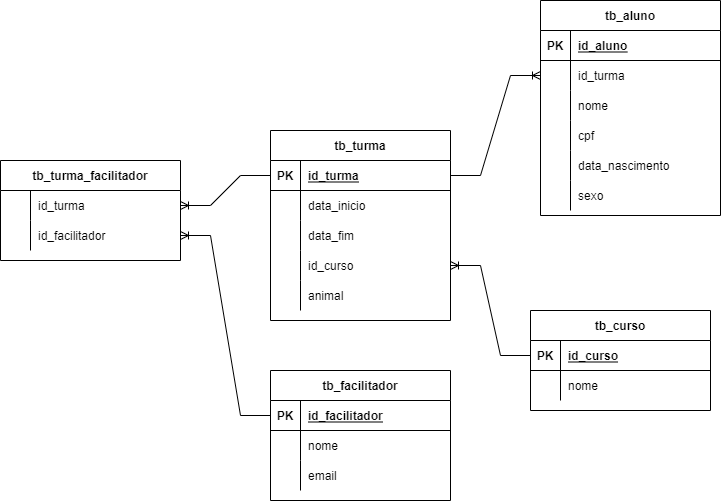 tb_aluno
PK id_aluno
id_turma
nome
cpf
data_nascimento
sexo
tb_turma
PK id_turma
data_inicio
data_fim
id_curso
animal
tb_turma_facilitador
id_turma
id_facilitador
tb_curso
PK id_curso
nome
tb_facilitador
PK id_facilitador
nome
email